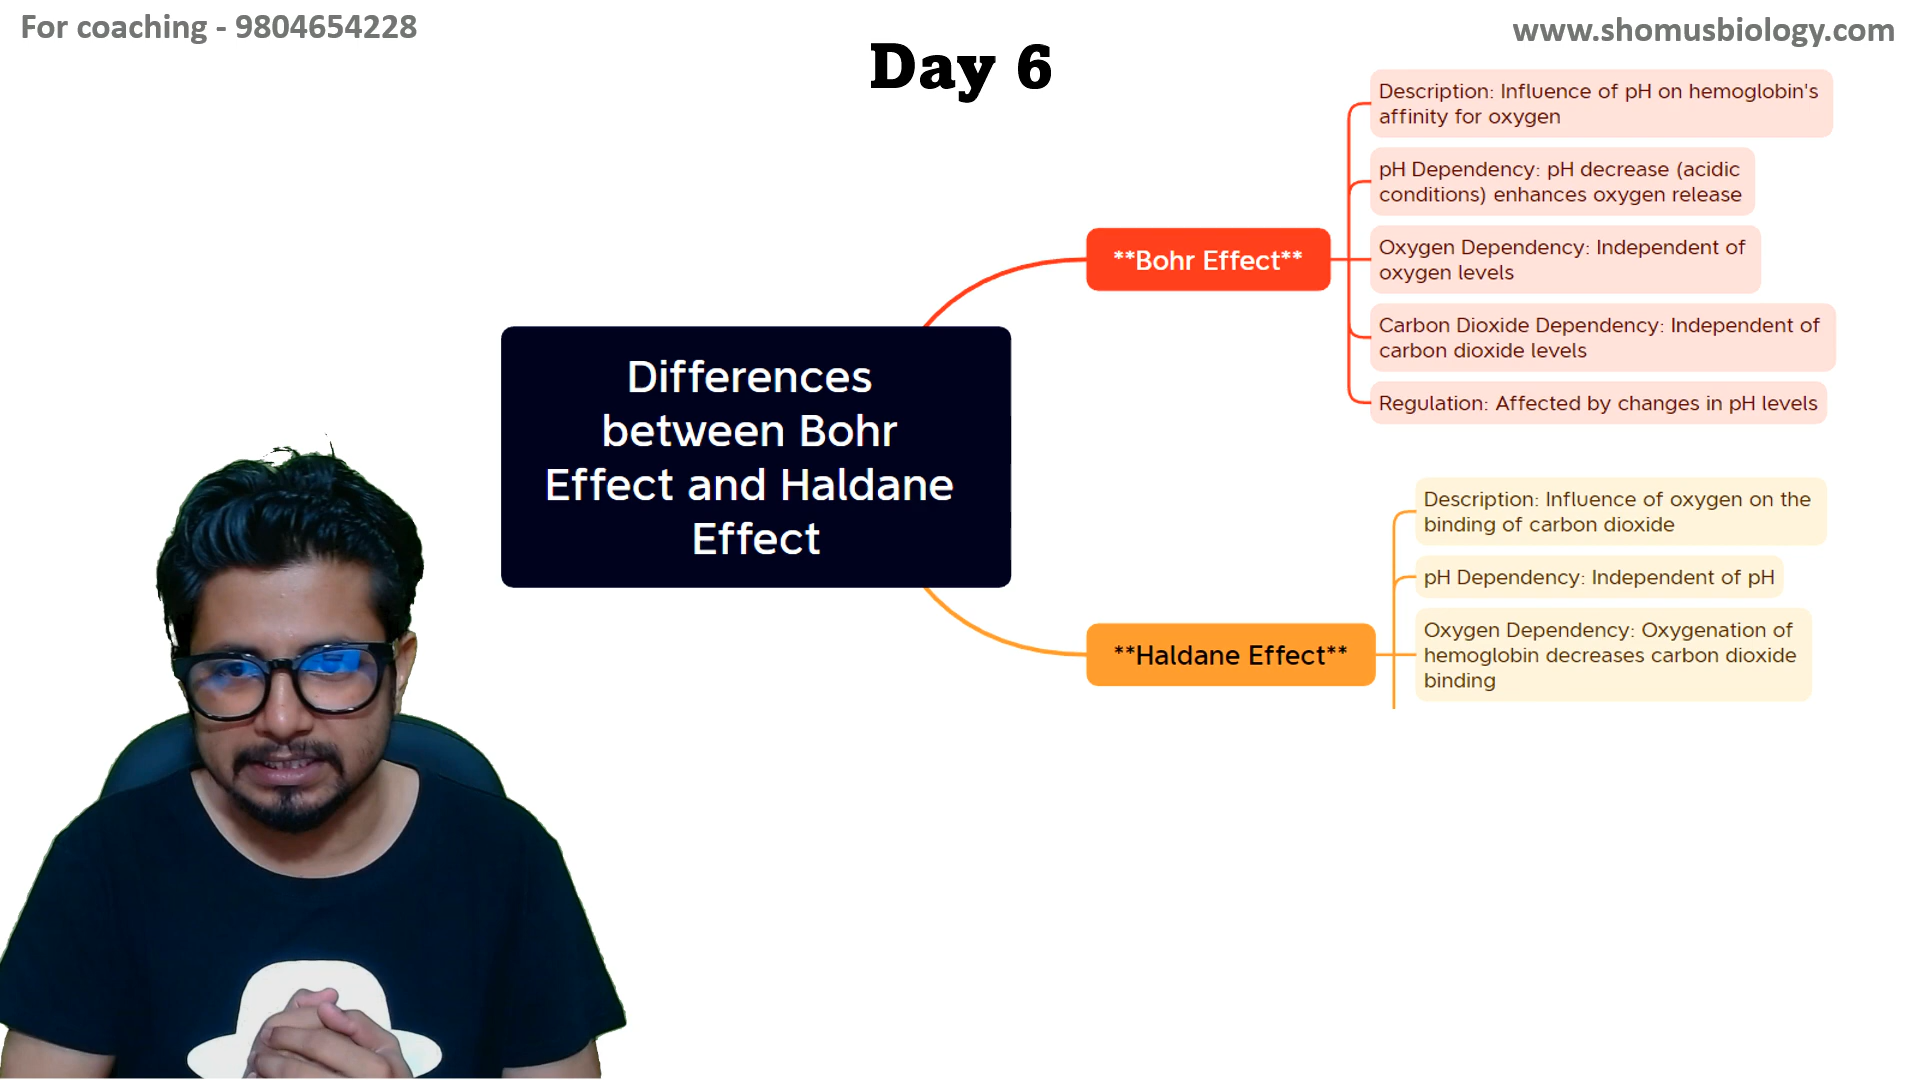 For coaching - 9804654228
www.shomusbiology.com
Day 6
Differences
between Bohr
Effect and Haldane
Effect
**Bohr Effect**
Description: Influence of pH on hemoglobin's
affinity for oxygen
pH Dependency: pH decrease (acidic
conditions) enhances oxygen release
Oxygen Dependency: Independent of
oxygen levels
Carbon Dioxide Dependency: Independent of
carbon dioxide levels
Regulation: Affected by changes in pH levels
**Haldane Effect**
Description: Influence of oxygen on the
binding of carbon dioxide
pH Dependency: Independent of pH
Oxygen Dependency: Oxygenation of
hemoglobin decreases carbon dioxide
binding